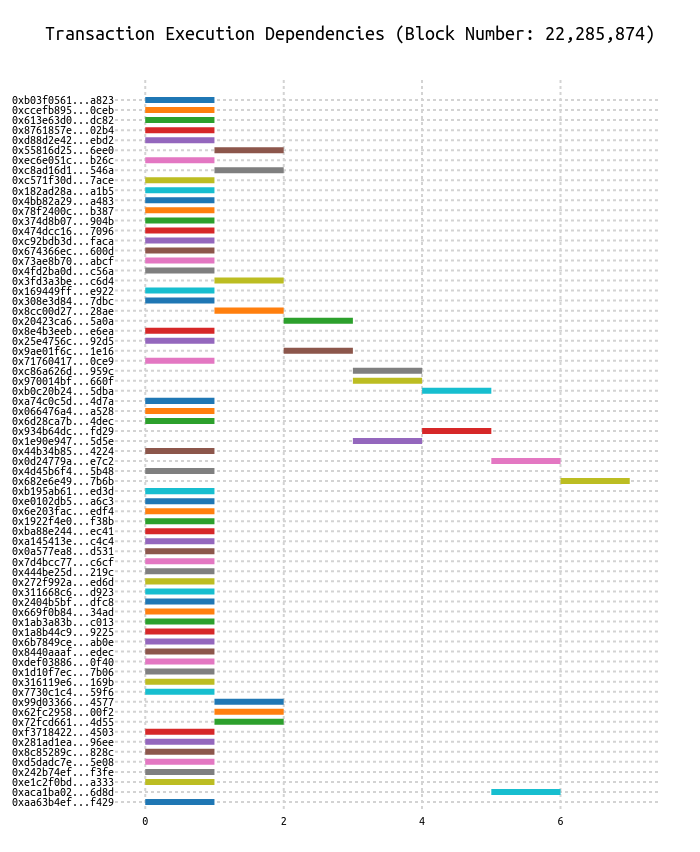 Transaction Execution Dependencies (Block Number: 22,285,874)
0xb03f0561...a823
0xccefb895...0ceb
0x613e63d0...dc82
0x8761857e...02b4
0xd88d2e42...ebd2
0x55816d25...6ee0
0xec6e051c...b26c
0xc8ad16d1...546a
0xc571f30d...7ace
0x182ad28a...a1b5
0x4bb82a29...a483
0x78f2400c...b387
0x374d8b07...904b
0x474dcc16...7096
0xc92bdb3d...faca
0x674366ec...600d
0x73ae8b70...abcf
0x4fd2ba0d...c56a
0x3fd3a3be...c6d4
0x169449ff...e922
0x308e3d84...7dbc
0x8cc00d27...28ae
0x20423ca6...5a0a
0x8e4b3eeb...e6ea
0x25e4756c...92d5
0x9ae01f6c...1e16
0x71760417...0ce9
0xc86a626d...959c
0x970014bf...660f
0xb0c20b24...5dba
0xa74c0c5d...4d7a
0x066476a4...a528
0x6d28ca7b...4dec
0x934b64dc...fd29
0x1e90e947...5d5e
0x44b34b85...4224
0x0d24779a...e7c2
0x4d45b6f4...5b48
0x682e6e49...7b6b
0xb195ab61...ed3d
0xe0102db5...a6c3
0x6e203fac...edf4
0x1922f4e0...f38b
0xba88e244...ec41
0xa145413e...c4c4
0x0a577ea8...d531
0x7d4bcc77...c6cf
0x444be25d...219c
0x272f992a...ed6d
0x311668c6...d923
0x2404b5bf...dfc8
0x669f0b84...34ad
0x1ab3a83b...c013
0x1a8b44c9...9225
0x6b7849ce...ab0e
0x8440aaaf...edec
0xdef03886...0f40
0x1d10f7ec...7b06
0x316119e6...169b
0x7730c1c4...59f6
0x99d03366...4577
0x62fc2958...00f2
0x72fcd661...4d55
0xf3718422...4503
0x281ad1ea...96ee
0x8c85289c...828c
0xd5dadc7e...5e08
0x242b74ef...f3fe
0xe1c2f0bd...a333
0xaca1ba02...6d8d
0xaa63b4ef...f429
0 2 4 6